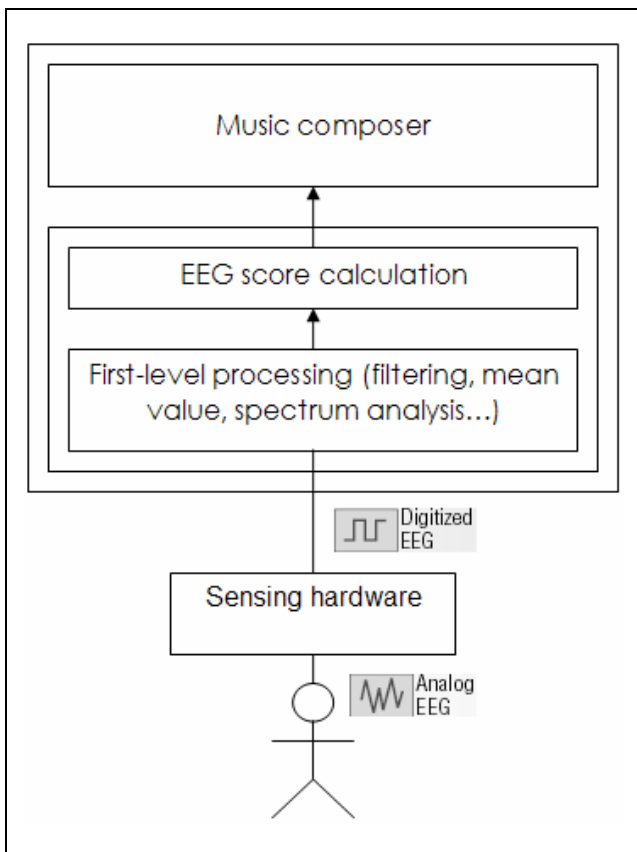 Music composer
EEG score calculation
First-level processing (filtering, mean
value, spectrum analysis...)
Digitized
EEG
Sensing hardware
Analog
EEG